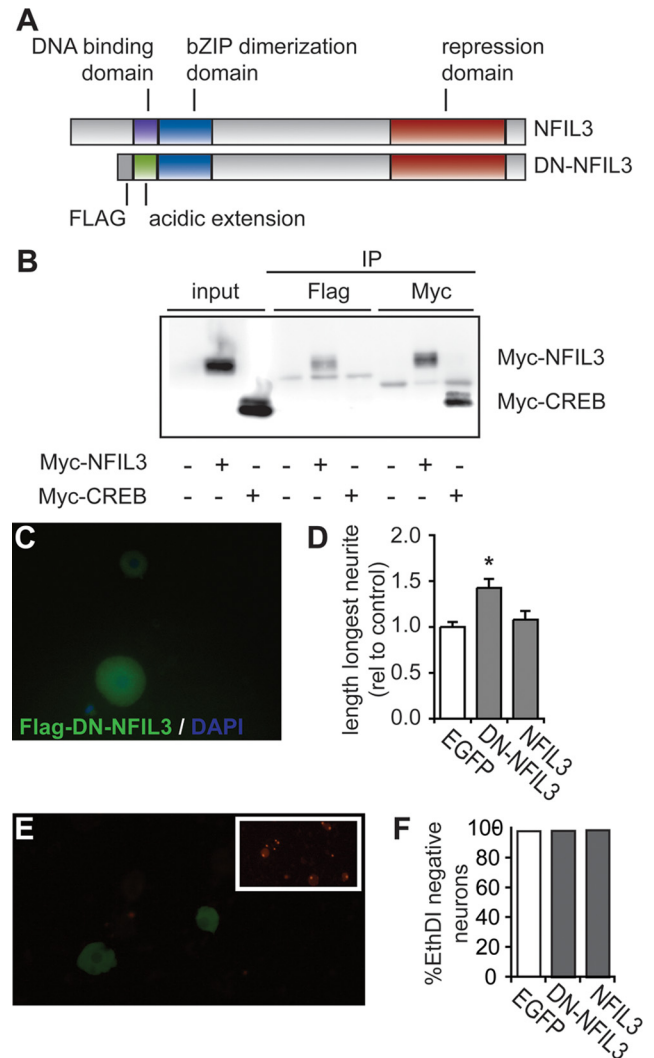 A
DNA binding domain
bZIP dimerization domain
repression domain
NFIL3
DN-NFIL3
FLAG
acidic extension
B
IP
input
Flag
Myc
Myc-NFIL3
Myc-CREB
Myc-NFIL3 - + - - + - - + -
Myc-CREB - - + - - + - - +
C
Flag-DN-NFIL3 / DAPI
D
length longest neurite
(rel to control)
2.0
1.5
1.0
0.5
0.0
*
EGFP
DN-NFIL3
NFIL3
E
F
%EthDI negative
neurons
100
80
60
40
20
0
EGFP
DN-NFIL3
NFIL3